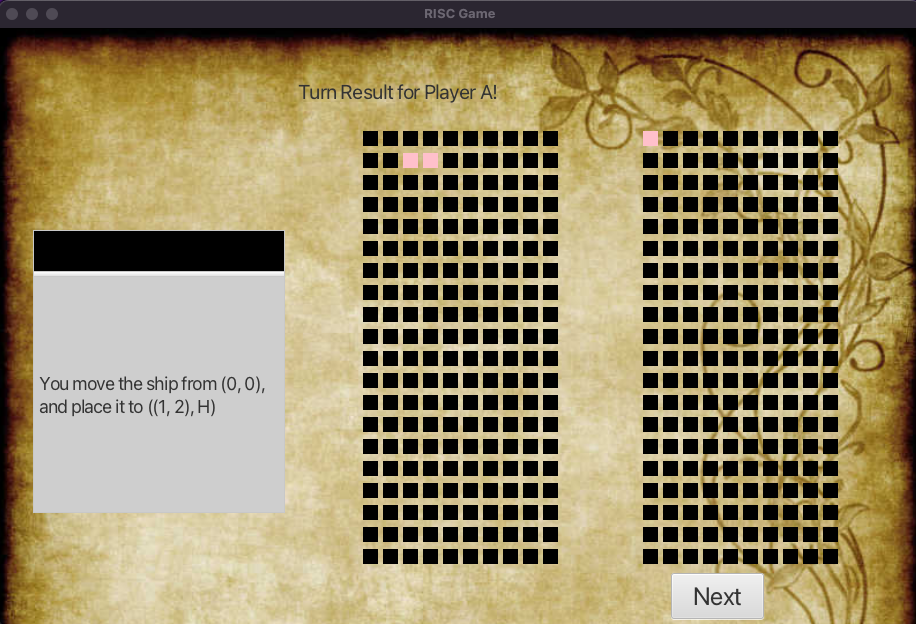 RISC Game
Turn Result for Player A!
You move the ship from (0, 0),
and place it to ((1, 2), H)
Next